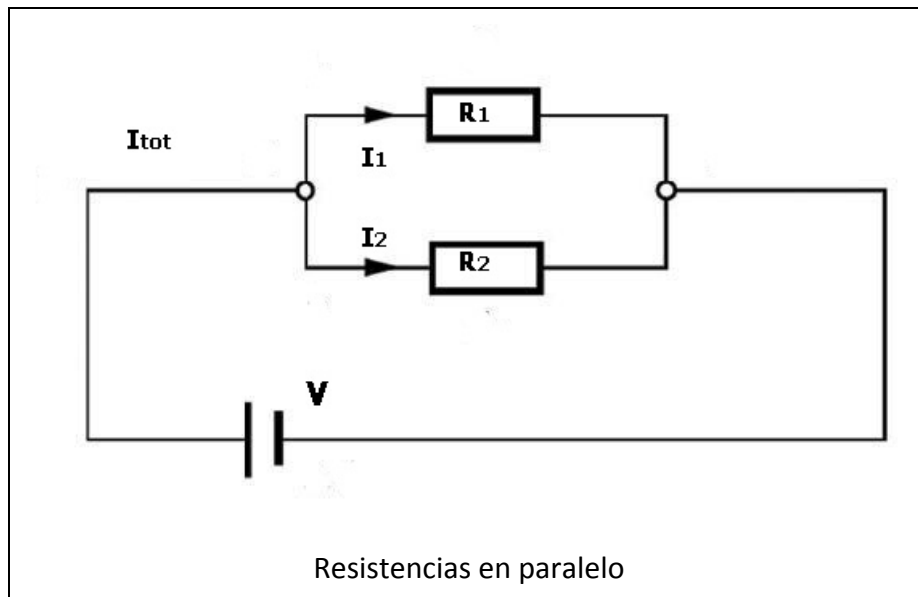 R1
Itot
I1
I2
R2
V
Resistencias en paralelo